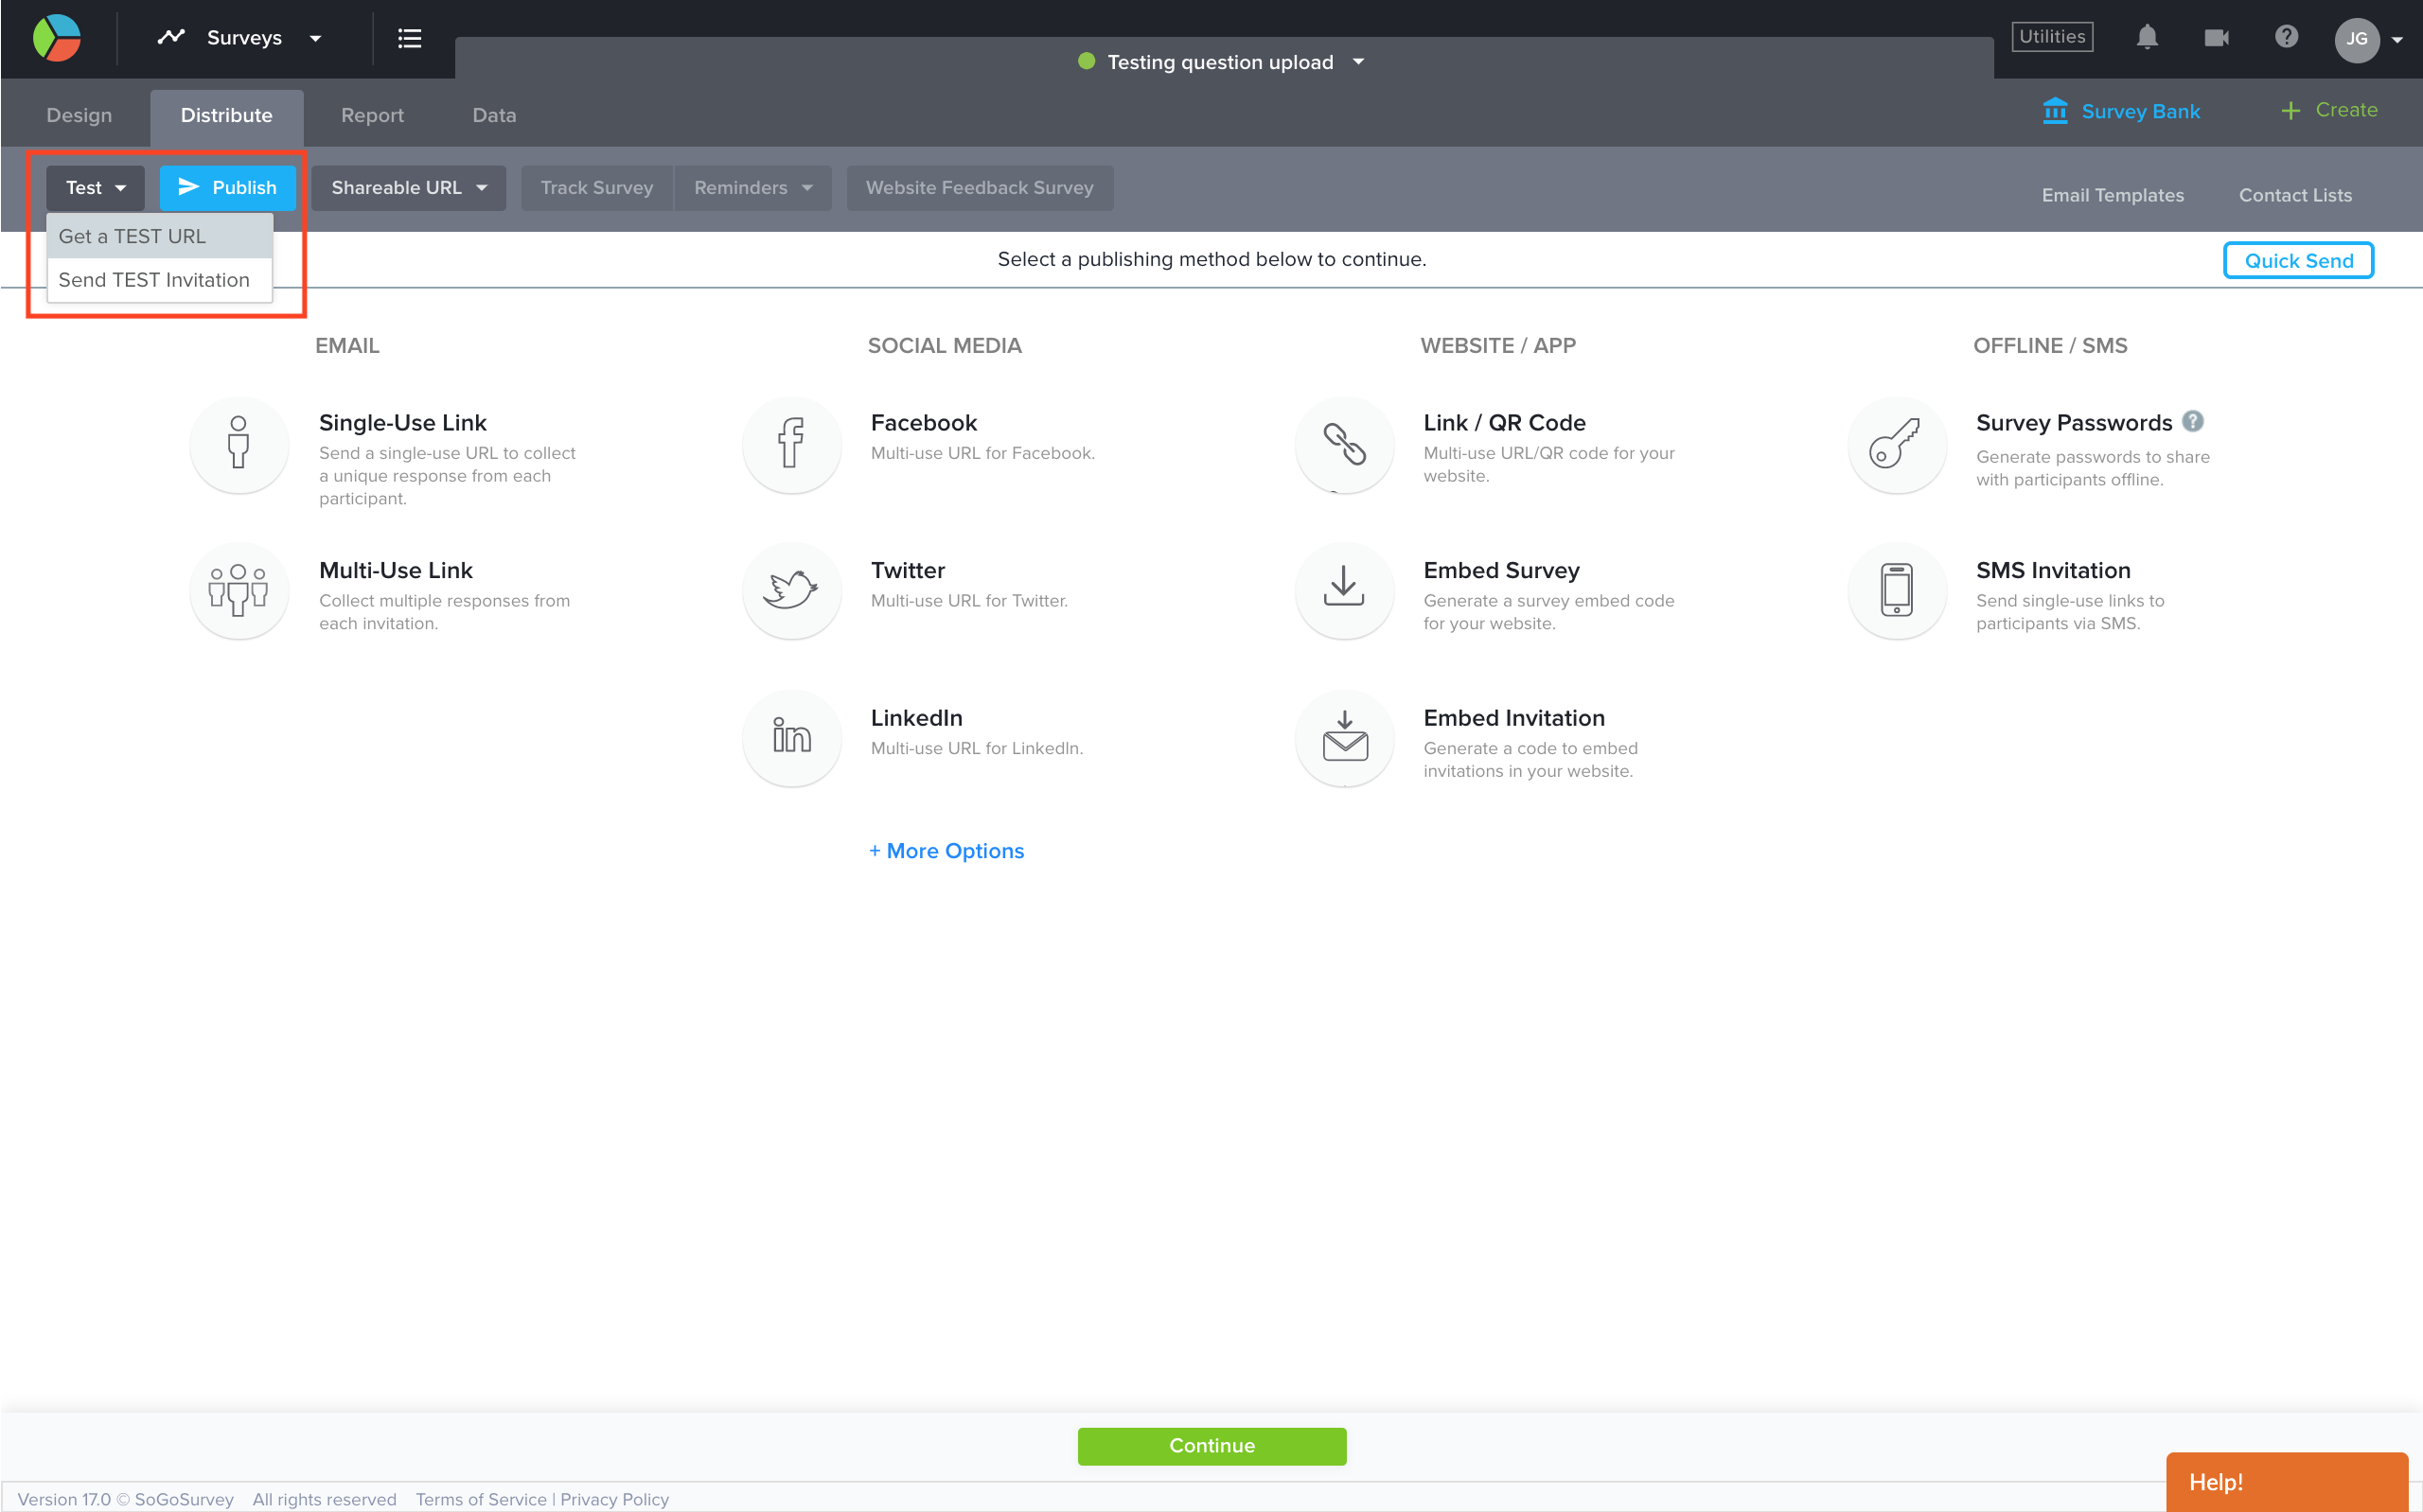 Surveys
Testing question upload
Utilities
JG
Design
Distribute
Report
Data
Survey Bank
+ Create
Test
Publish
Shareable URL
Track Survey
Reminders
Website Feedback Survey
Email Templates
Contact Lists
Get a TEST URL
Send TEST Invitation
Select a publishing method below to continue.
Quick Send
EMAIL
SOCIAL MEDIA
WEBSITE / APP
OFFLINE / SMS
Single-Use Link
Send a single-use URL to collect
a unique response from each
participant.
Facebook
Multi-use URL for Facebook.
Link / QR Code
Multi-use URL/QR code for your
website.
Survey Passwords ?
Generate passwords to share
with participants offline.
Multi-Use Link
Collect multiple responses from
each invitation.
Twitter
Multi-use URL for Twitter.
Embed Survey
Generate a survey embed code
for your website.
SMS Invitation
Send single-use links to
participants via SMS.
in
LinkedIn
Multi-use URL for LinkedIn.
Embed Invitation
Generate a code to embed
invitations in your website.
+ More Options
Continue
Help!
Version 17.0 © SoGoSurvey All rights reserved Terms of Service | Privacy Policy